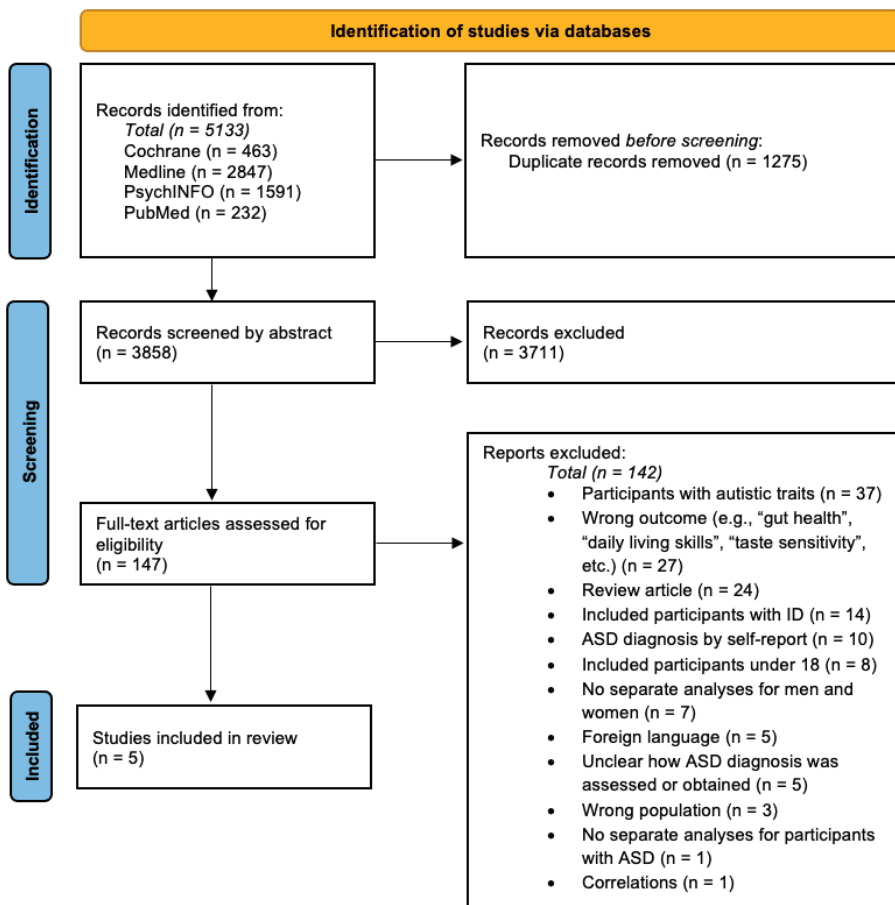 Identification of studies via databases
Identification
Records identified from:
Total (n = 5133)
Cochrane (n = 463)
Medline (n = 2847)
PsychINFO (n = 1591)
PubMed (n = 232)
Records removed before screening:
Duplicate records removed (n = 1275)
Screening
Records screened by abstract
(n = 3858)
Records excluded
(n = 3711)
Full-text articles assessed for
eligibility
(n = 147)
Reports excluded:
Total (n = 142)
• Participants with autistic traits (n = 37)
• Wrong outcome (e.g., “gut health”,
“daily living skills”, “taste sensitivity”,
etc.) (n = 27)
• Review article (n = 24)
• Included participants with ID (n = 14)
• ASD diagnosis by self-report (n = 10)
• Included participants under 18 (n = 8)
• No separate analyses for men and
women (n = 7)
• Foreign language (n = 5)
• Unclear how ASD diagnosis was
assessed or obtained (n = 5)
• Wrong population (n = 3)
• No separate analyses for participants
with ASD (n = 1)
• Correlations (n = 1)
Included
Studies included in review
(n = 5)